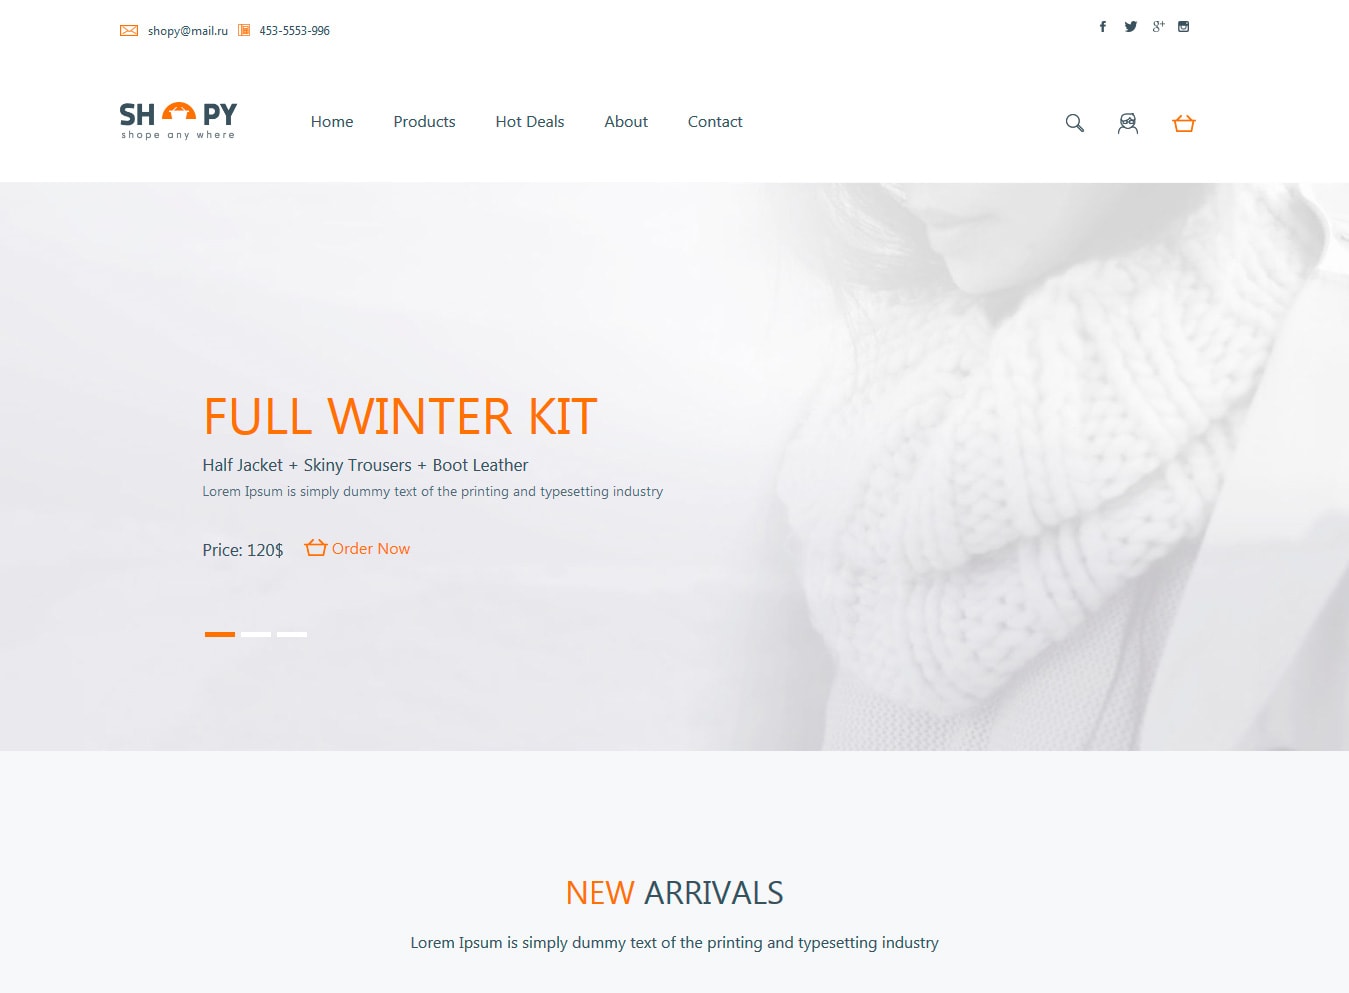 shopy@mail.ru 453-5553-996
SH PY
shope any where
Home Products Hot Deals About Contact
FULL WINTER KIT
Half Jacket + Skiny Trousers + Boot Leather
Lorem Ipsum is simply dummy text of the printing and typesetting industry
Price: 120$ Order Now
NEW ARRIVALS
Lorem Ipsum is simply dummy text of the printing and typesetting industry